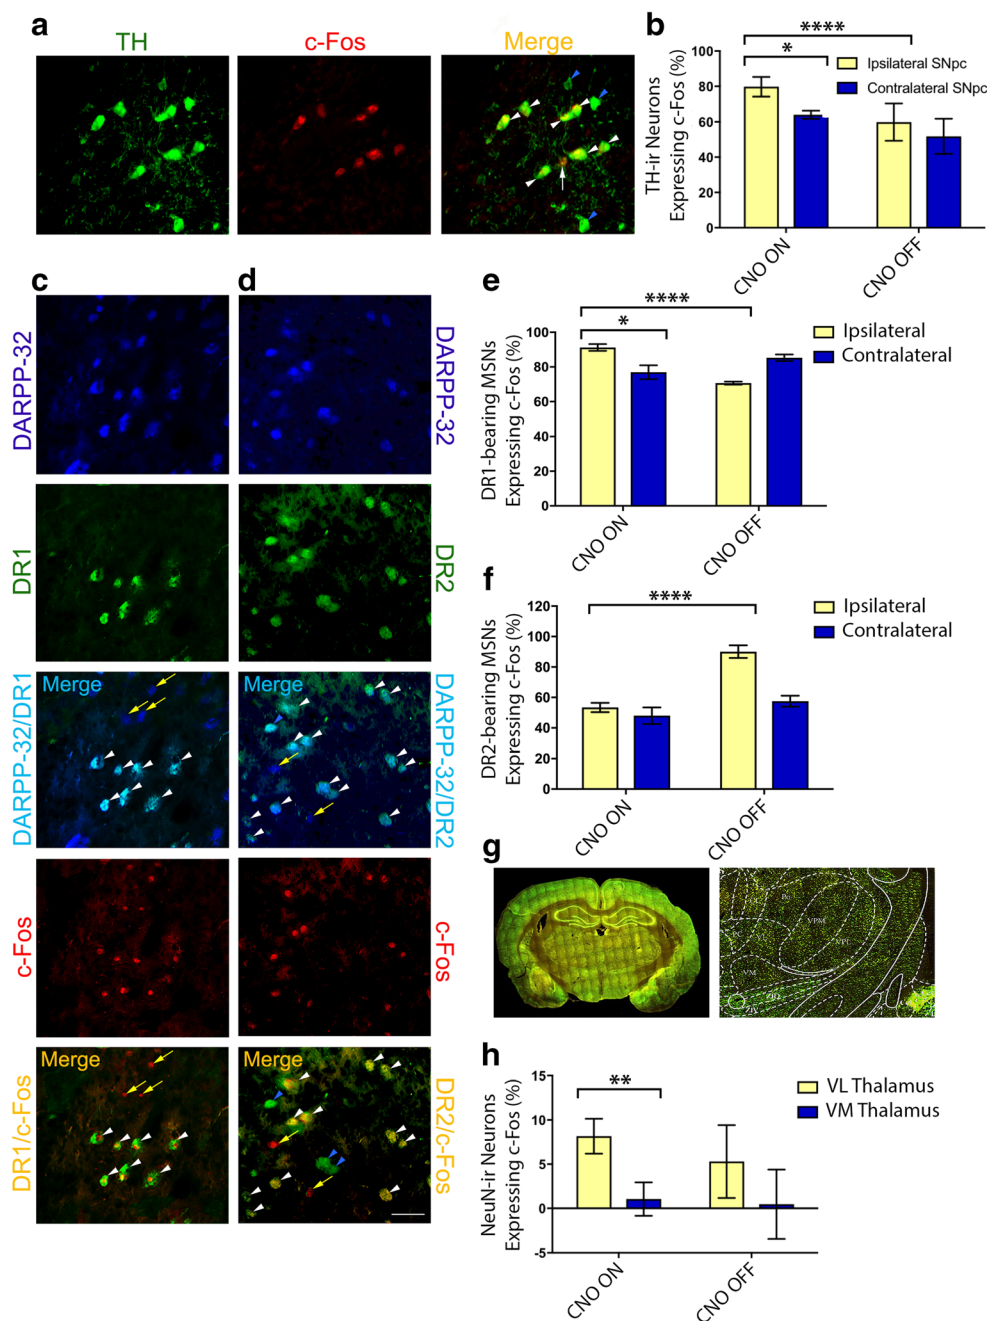 a
TH
c-Fos
Merge
b
****
*
Ipsilateral SNpc
Contralateral SNpc
TH-ir Neurons
Expressing c-Fos (%)
100
80
60
40
20
0
CNO ON
CNO OFF
c
d
DARPP-32
DARPP-32
DR1
DR2
Merge
Merge
DARPP-32/DR1
DARPP-32/DR2
c-Fos
c-Fos
Merge
Merge
DR1/c-Fos
DR2/c-Fos
e
****
*
Ipsilateral
Contralateral
DR1-bearing MSNs
Expressing c-Fos (%)
100
80
60
40
20
0
CNO ON
CNO OFF
f
****
Ipsilateral
Contralateral
DR2-bearing MSNs
Expressing c-Fos (%)
120
100
80
60
40
20
0
CNO ON
CNO OFF
g
Po
VPM
VPL
VM
ZID
ZIV
h
**
VL Thalamus
VM Thalamus
NeuN-ir Neurons
Expressing c-Fos (%)
15
10
5
0
-5
CNO ON
CNO OFF